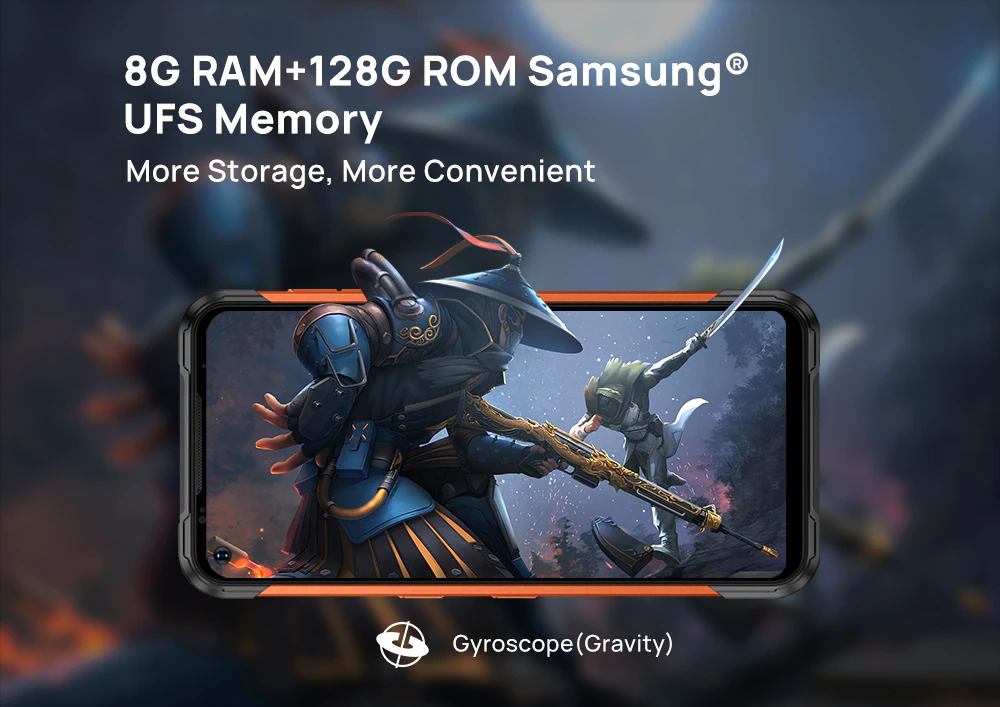 8G RAM+128G ROM Samsung®
UFS Memory
More Storage, More Convenient
Gyroscope(Gravity)